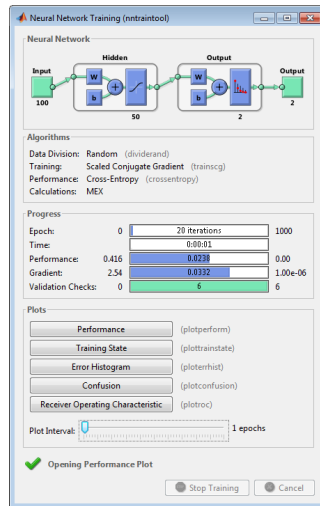 Neural Network Training (nntraintool)
Neural Network
Hidden Output
Input Output
W W
b b
100 50 2 2
Algorithms
Data Division: Random (dividerand)
Training: Scaled Conjugate Gradient (trainscg)
Performance: Cross-Entropy (crossentropy)
Calculations: MEX
Progress
Epoch: 0 20 iterations 1000
Time: 0:00:01
Performance: 0.416 0.0230 0.00
Gradient: 2.54 0.0332 1.00e-06
Validation Checks: 0 6 6
Plots
Performance (plotperform)
Training State (plottrainstate)
Error Histogram (ploterrhist)
Confusion (plotconfusion)
Receiver Operating Characteristic (plotroc)
Plot Interval: 1 epochs
Opening Performance Plot
Stop Training Cancel